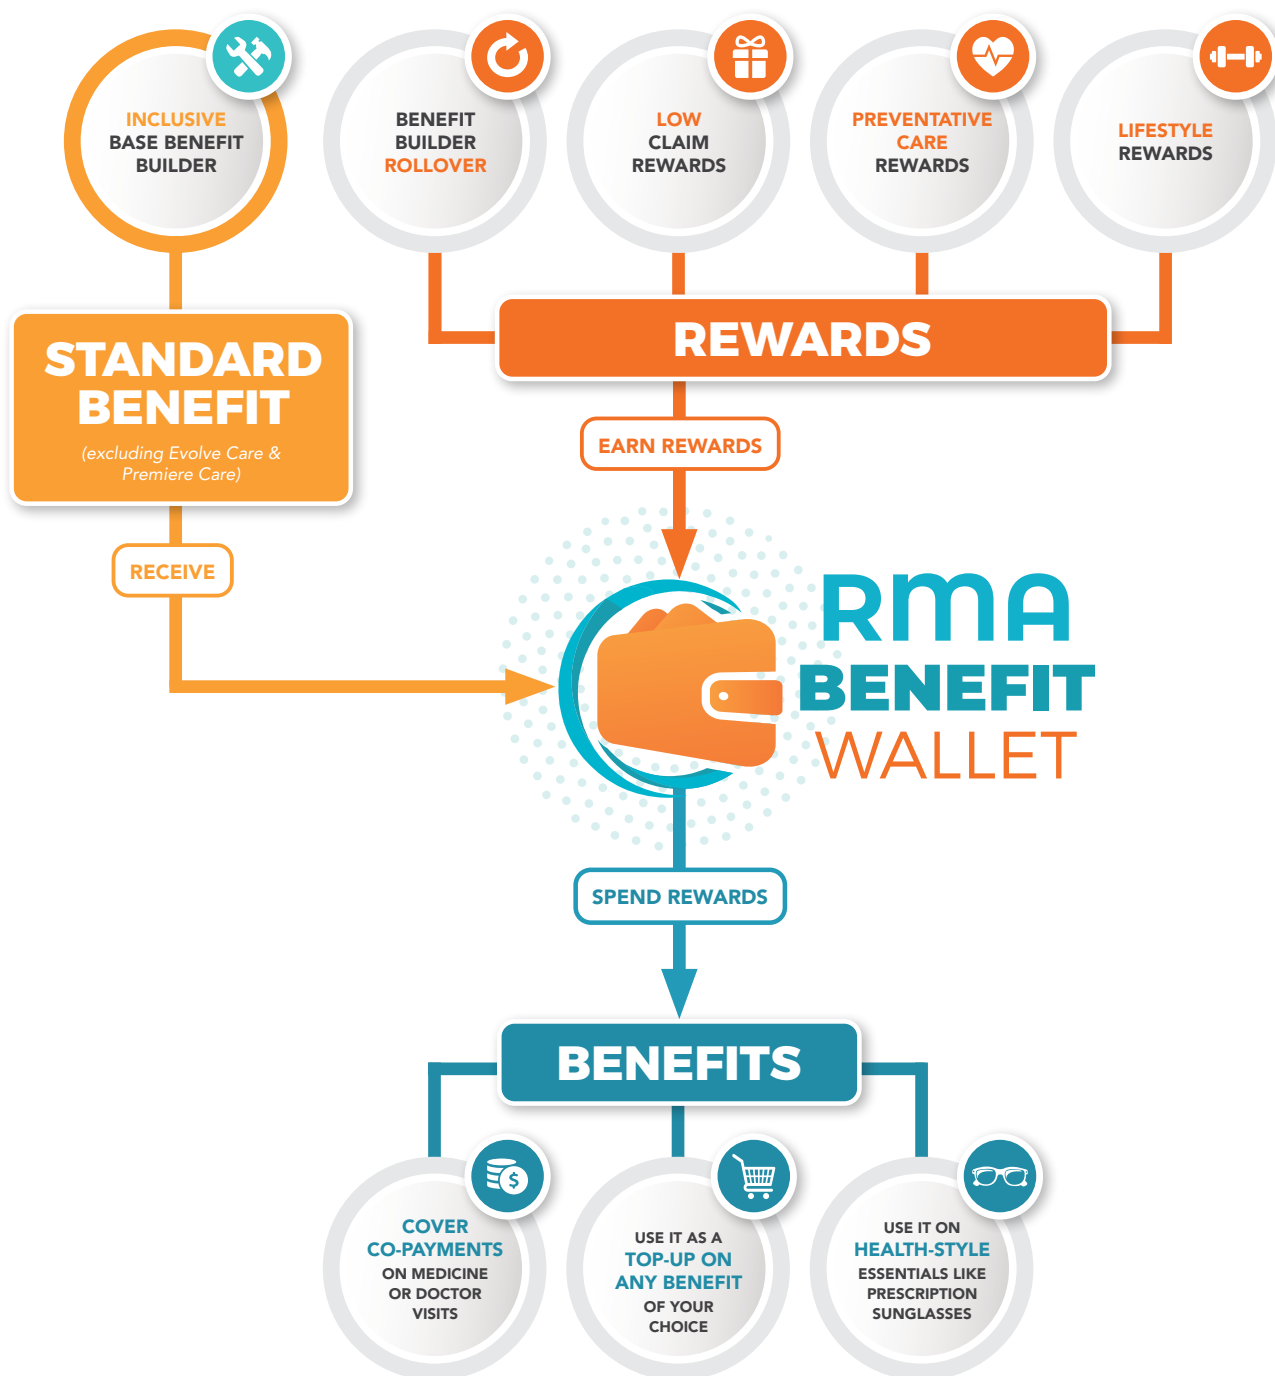 INCLUSIVE
BASE BENEFIT
BUILDER
BENEFIT
BUILDER
ROLLOVER
LOW
CLAIM
REWARDS
PREVENTATIVE
CARE
REWARDS
LIFESTYLE
REWARDS
STANDARD
BENEFIT
(excluding Evolve Care &
Premiere Care)
REWARDS
EARN REWARDS
RECEIVE
RMA
BENEFIT
WALLET
SPEND REWARDS
BENEFITS
COVER
CO-PAYMENTS
ON MEDICINE
OR DOCTOR
VISITS
$
USE IT AS A
TOP-UP ON
ANY BENEFIT
OF YOUR
CHOICE
USE IT ON
HEALTH-STYLE
ESSENTIALS LIKE
PRESCRIPTION
SUNGLASSES